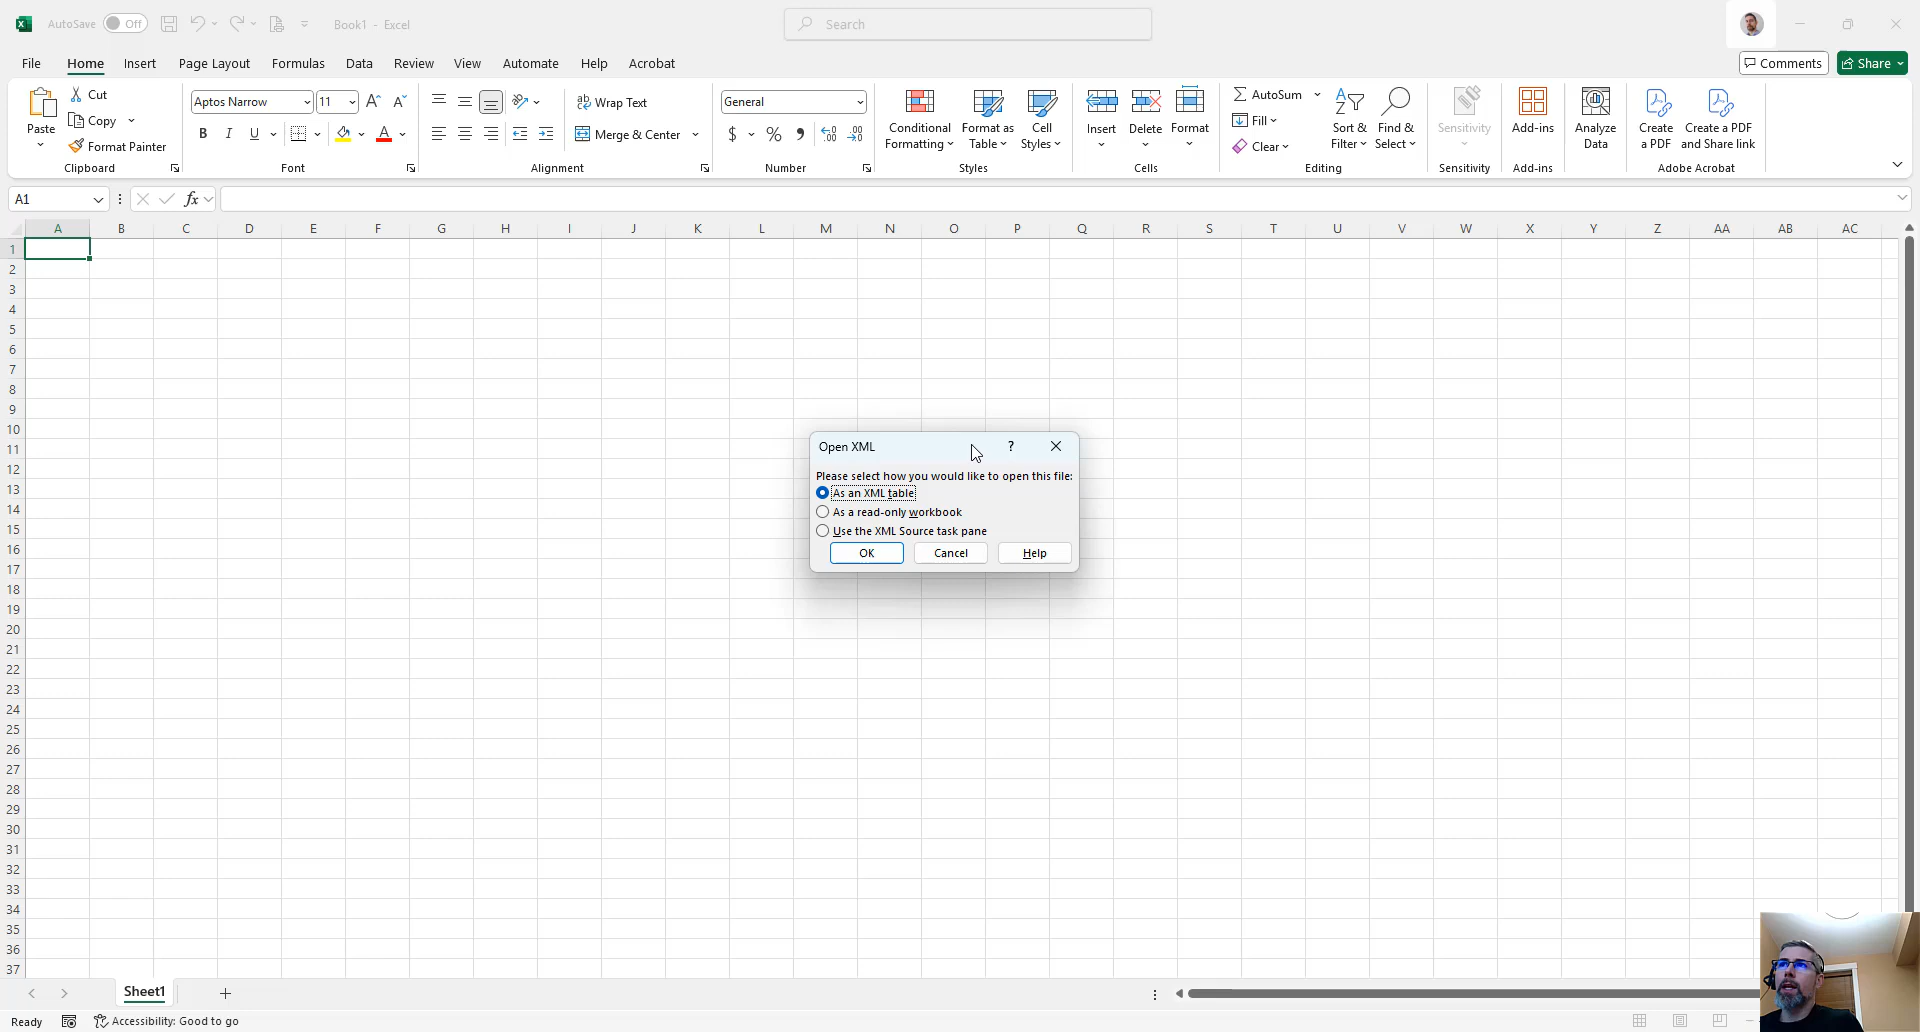 AutoSave Off Book1 - Excel Search
File Home Insert Page Layout Formulas Data Review View Automate Help Acrobat Comments Share
Paste Cut Copy Format Painter Clipboard
Aptos Narrow 11 A A B I U A Font
ab Wrap Text Merge & Center Alignment
General $ % , Number
Conditional Formatting Format as Table Cell Styles Styles
Insert Delete Format Cells
AutoSum Fill Clear Sort & Filter Find & Select Editing
Sensitivity Sensitivity
Add-ins Add-ins
Analyze Data
Create a PDF Create a PDF and Share link Adobe Acrobat
A1 fx
A B C D E F G H I J K L M N O P Q R S T U V W X Y Z AA AB AC
1
2
3
4
5
6
7
8
9
10
11
12
13
14
15
16
17
18
19
20
21
22
23
24
25
26
27
28
29
30
31
32
33
34
35
36
37
Open XML ?
Please select how you would like to open this file:
As an XML table
As a read-only workbook
Use the XML Source task pane
OK Cancel Help
Sheet1
Ready Accessibility: Good to go